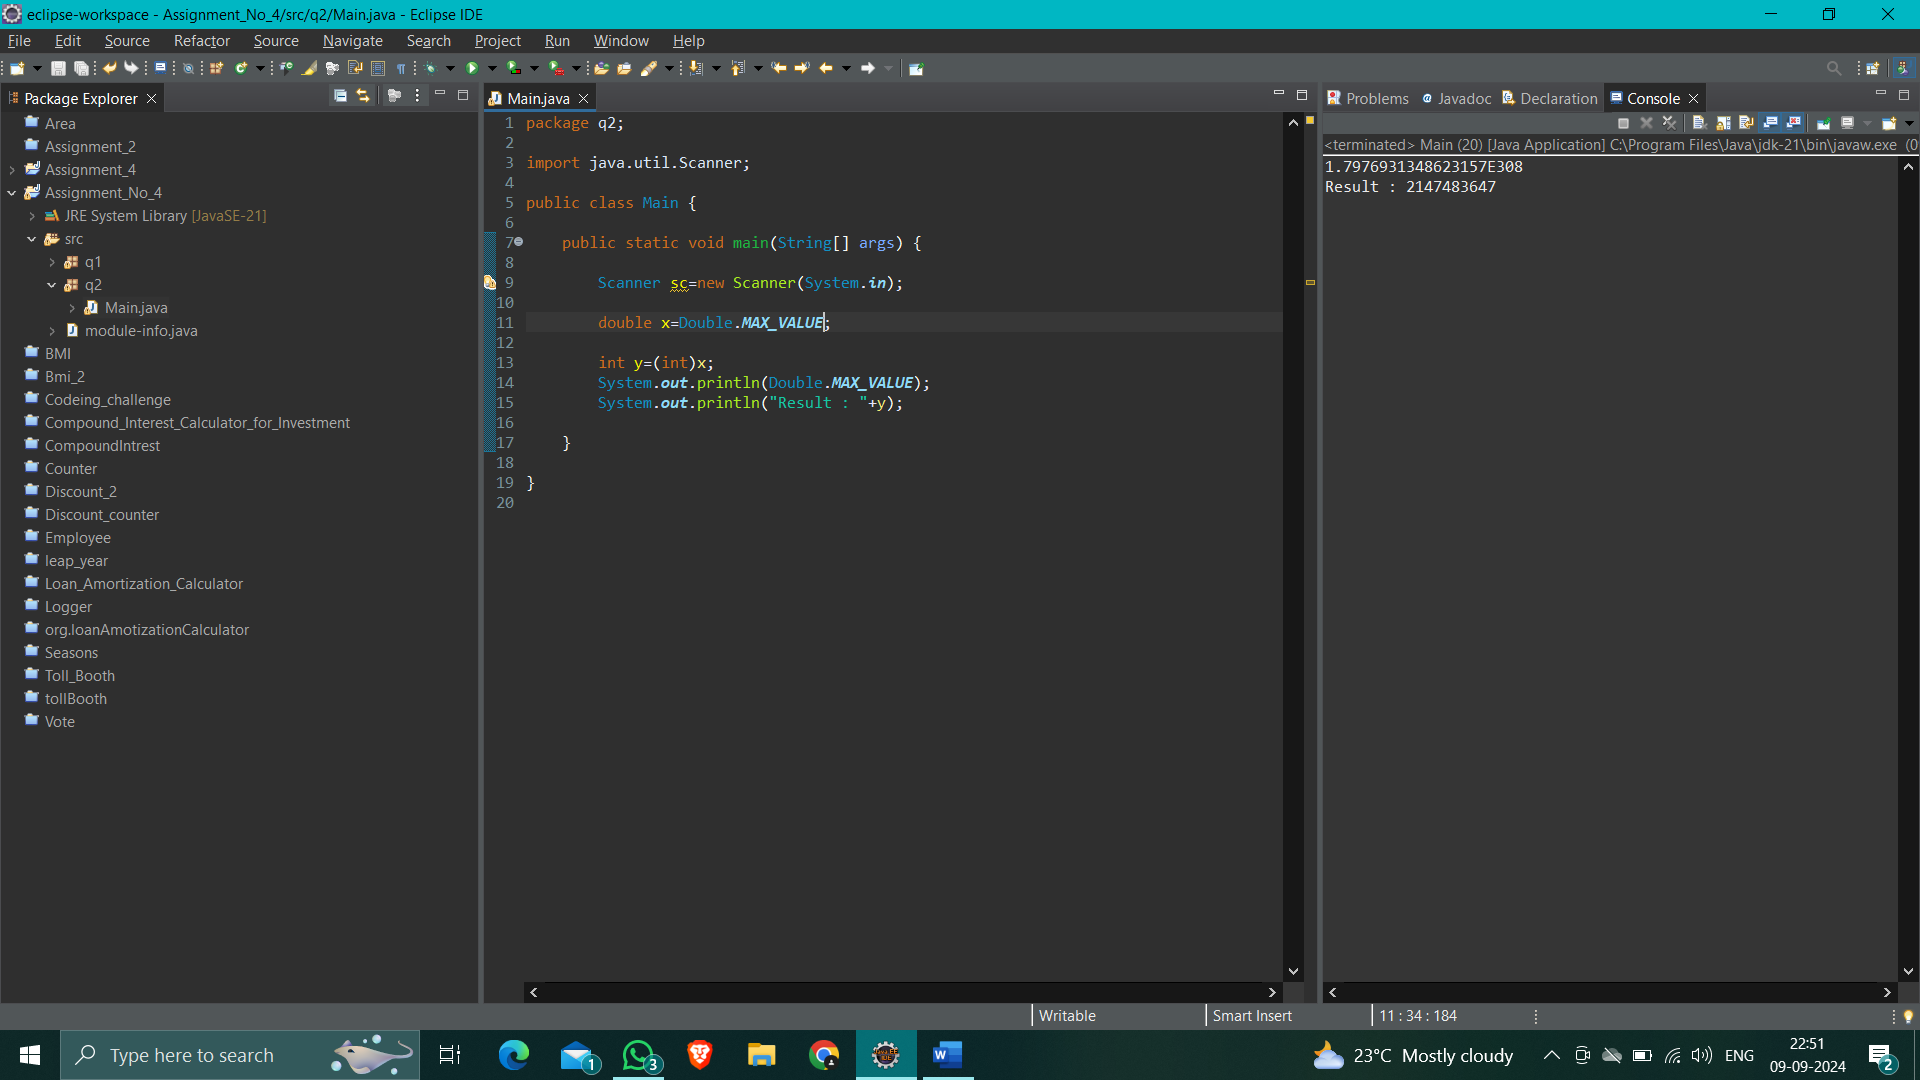 eclipse-workspace - Assignment_No_4/src/q2/Main.java - Eclipse IDE
File Edit Source Refactor Source Navigate Search Project Run Window Help
Package Explorer
Area
Assignment_2
Assignment_4
Assignment_No_4
JRE System Library [JavaSE-21]
src
q1
q2
Main.java
module-info.java
BMI
Bmi_2
Codeing_challenge
Compound_Interest_Calculator_for_Investment
CompoundIntrest
Counter
Discount_2
Discount_counter
Employee
leap_year
Loan_Amortization_Calculator
Logger
org.loanAmotizationCalculator
Seasons
Toll_Booth
tollBooth
Vote
Main.java
1 package q2;
2
3 import java.util.Scanner;
4
5 public class Main {
6
7 public static void main(String[] args) {
8
9 Scanner sc=new Scanner(System.in);
10
11 double x=Double.MAX_VALUE;
12
13 int y=(int)x;
14 System.out.println(Double.MAX_VALUE);
15 System.out.println("Result : "+y);
16
17 }
18
19 }
20
Problems Javadoc Declaration Console
<terminated> Main (20) [Java Application] C:\Program Files\Java\jdk-21\bin\javaw.exe (0
1.7976931348623157E308
Result : 2147483647
Writable Smart Insert 11 : 34 : 184
Type here to search
1
3
23°C Mostly cloudy
ENG
22:51
09-09-2024
2